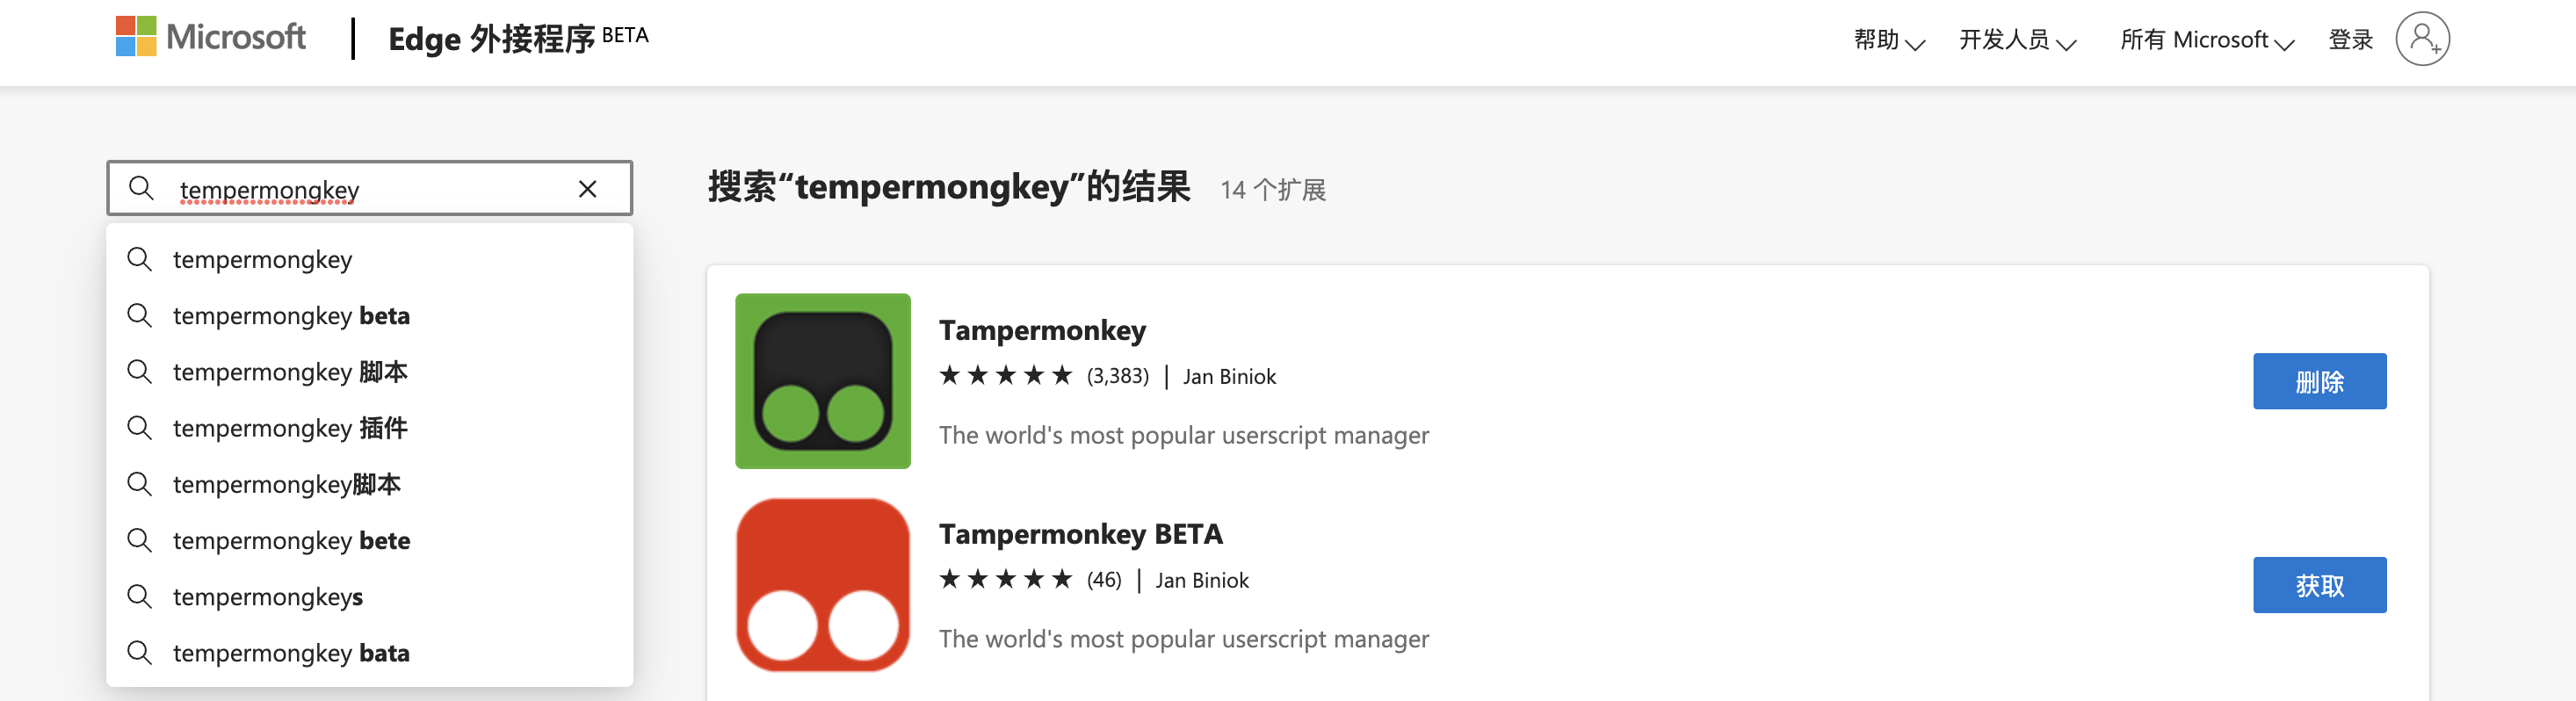 Microsoft
Edge 外接程序 BETA
帮助
开发人员
所有 Microsoft
登录
tempermongkey
tempermongkey
tempermongkey beta
tempermongkey 脚本
tempermongkey 插件
tempermongkey脚本
tempermongkey bete
tempermongkeys
tempermongkey bata
搜索“tempermongkey”的结果 14 个扩展
Tampermonkey
(3,383) | Jan Biniok
The world's most popular userscript manager
删除
Tampermonkey BETA
(46) | Jan Biniok
The world's most popular userscript manager
获取